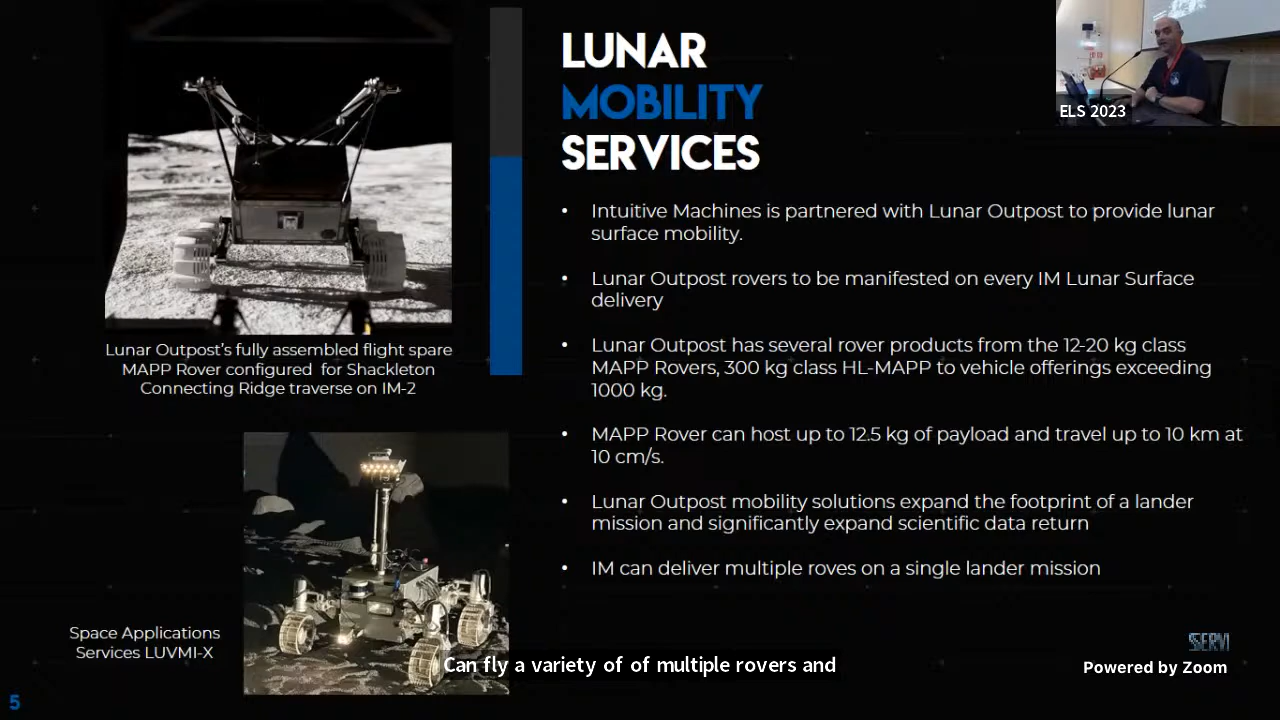 LUNAR
MOBILITY
SERVICES
ELS 2023
• Intuitive Machines is partnered with Lunar Outpost to provide lunar
surface mobility.
• Lunar Outpost rovers to be manifested on every IM Lunar Surface
delivery
• Lunar Outpost has several rover products from the 12-20 kg class
MAPP Rovers, 300 kg class HL-MAPP to vehicle offerings exceeding
1000 kg.
• MAPP Rover can host up to 12.5 kg of payload and travel up to 10 km at
10 cm/s.
• Lunar Outpost mobility solutions expand the footprint of a lander
mission and significantly expand scientific data return
• IM can deliver multiple roves on a single lander mission
Lunar Outpost's fully assembled flight spare
MAPP Rover configured for Shackleton
Connecting Ridge traverse on IM-2
Space Applications
Services LUVMI-X
Can fly a variety of of multiple rovers and
Powered by Zoom
5